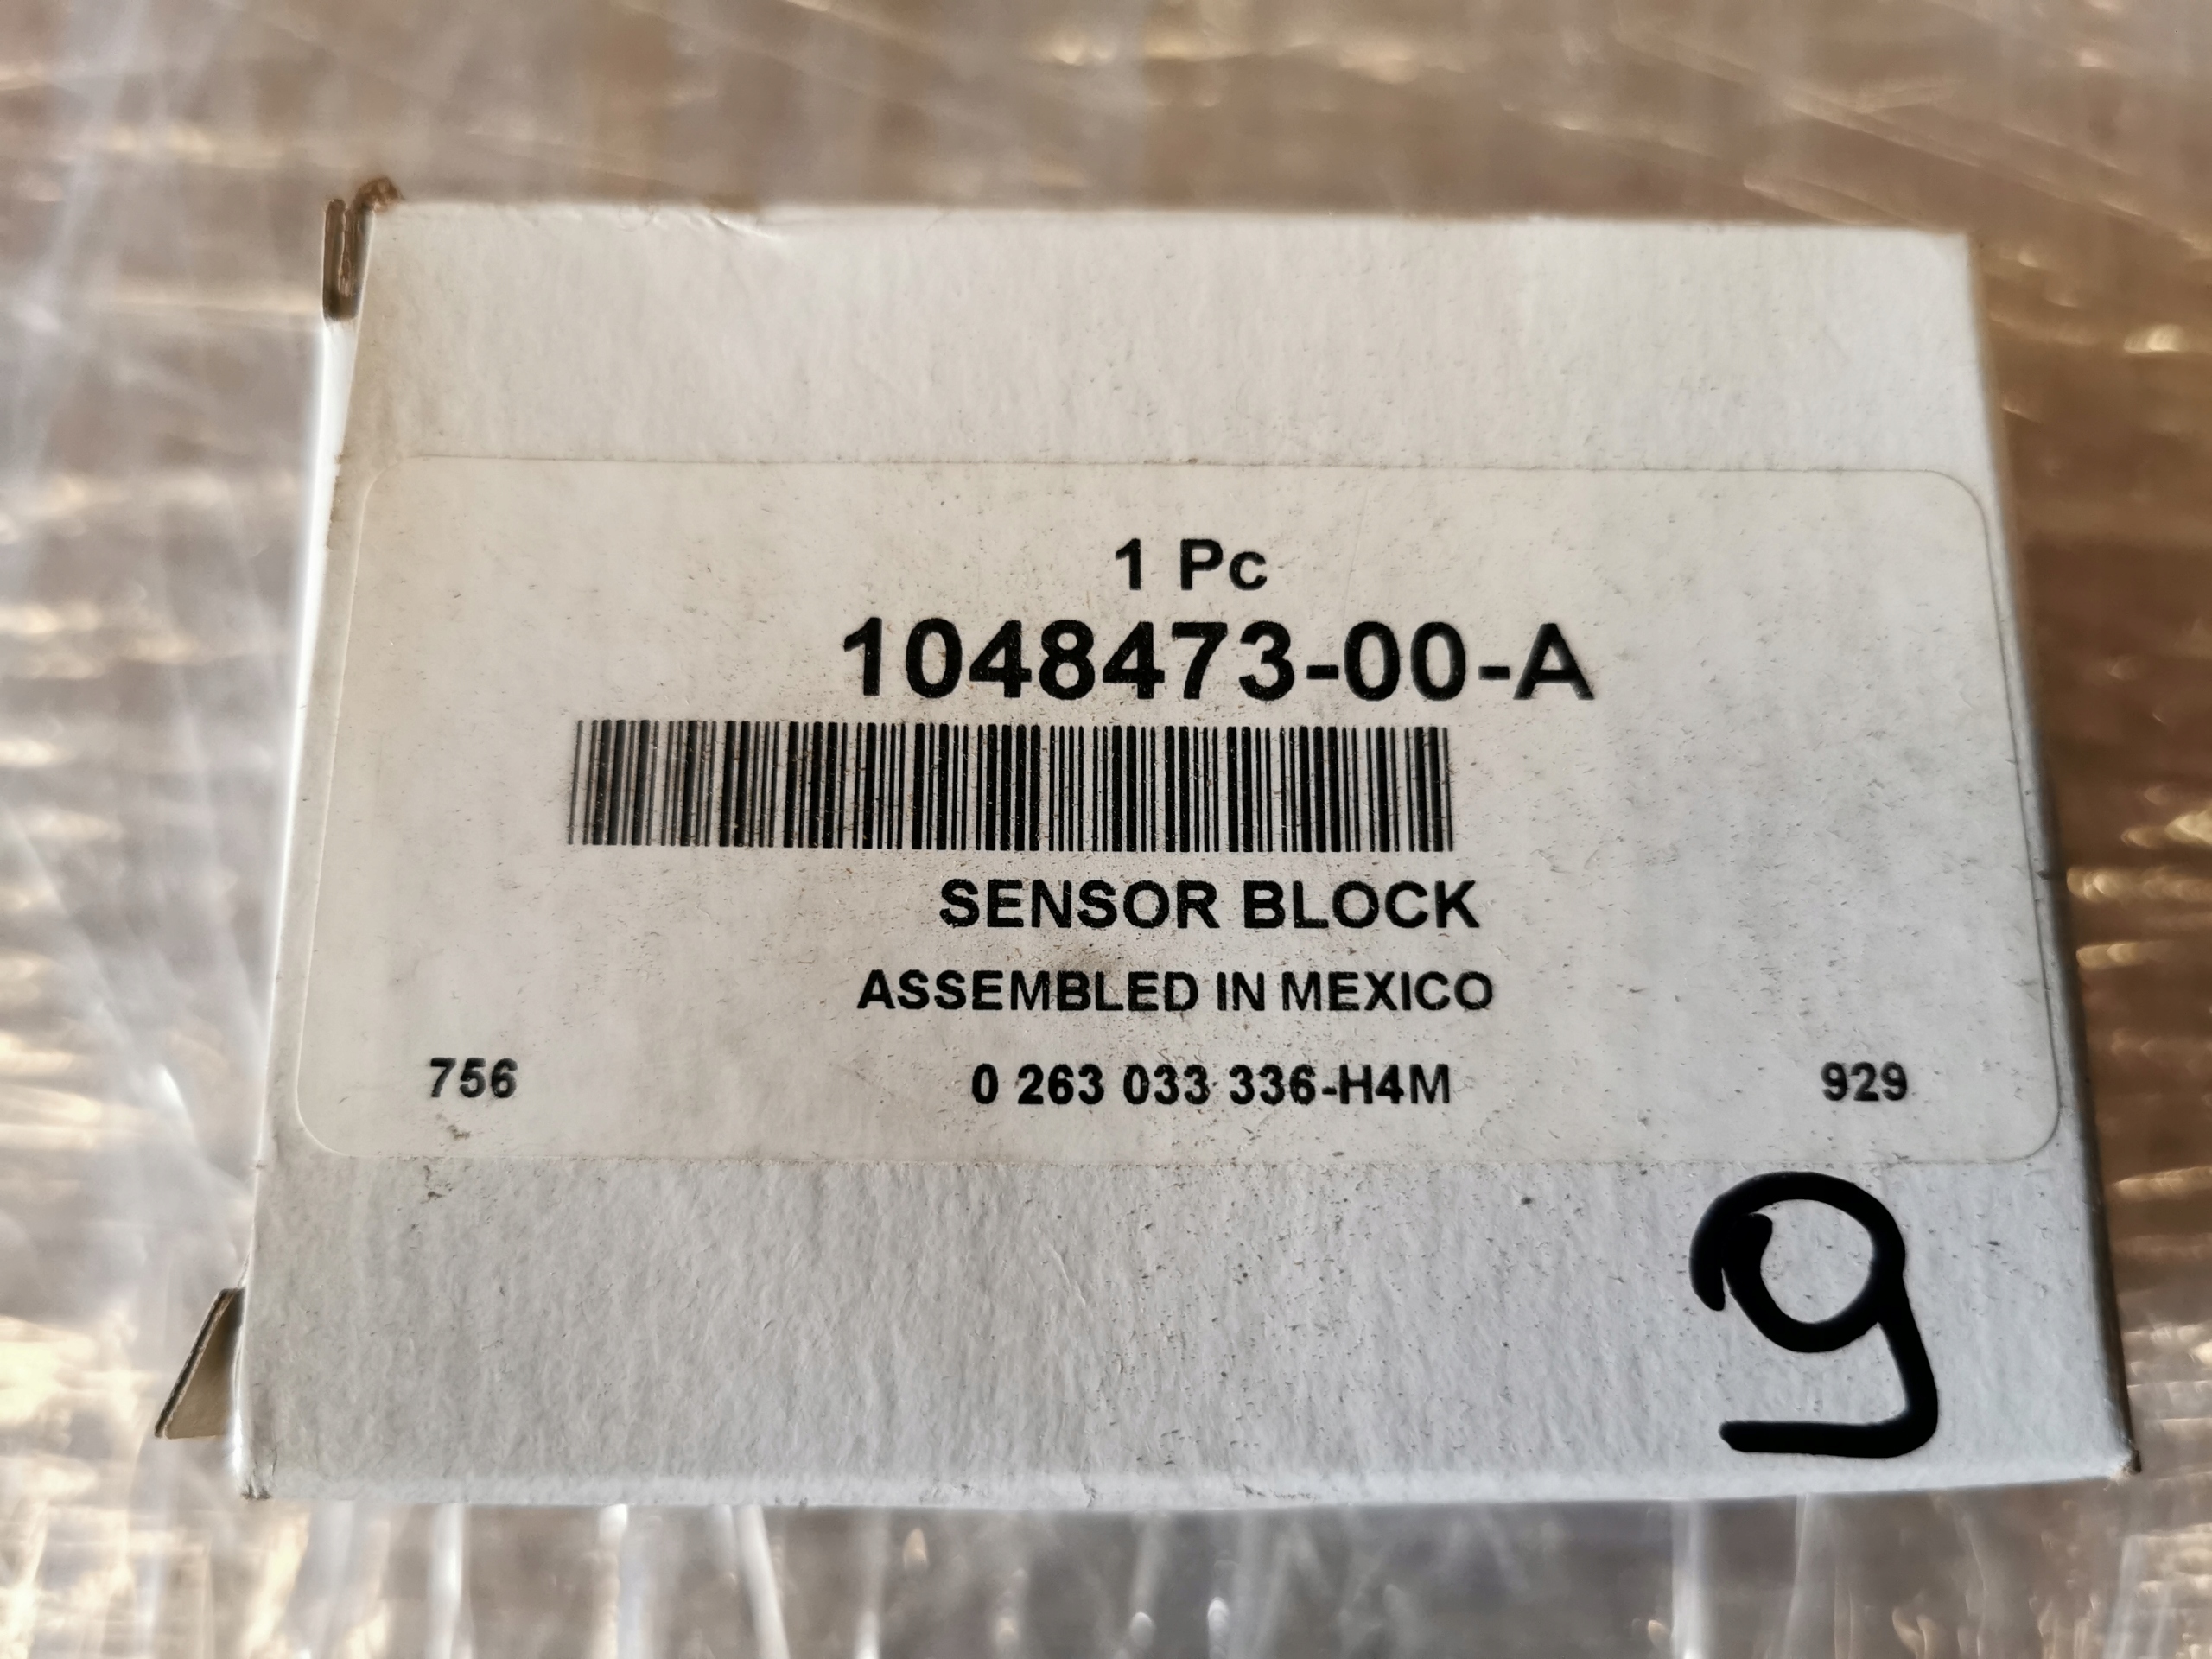 1 Pc
1048473-00-A
SENSOR BLOCK
ASSEMBLED IN MEXICO
756 0 263 033 336-H4M 929
9